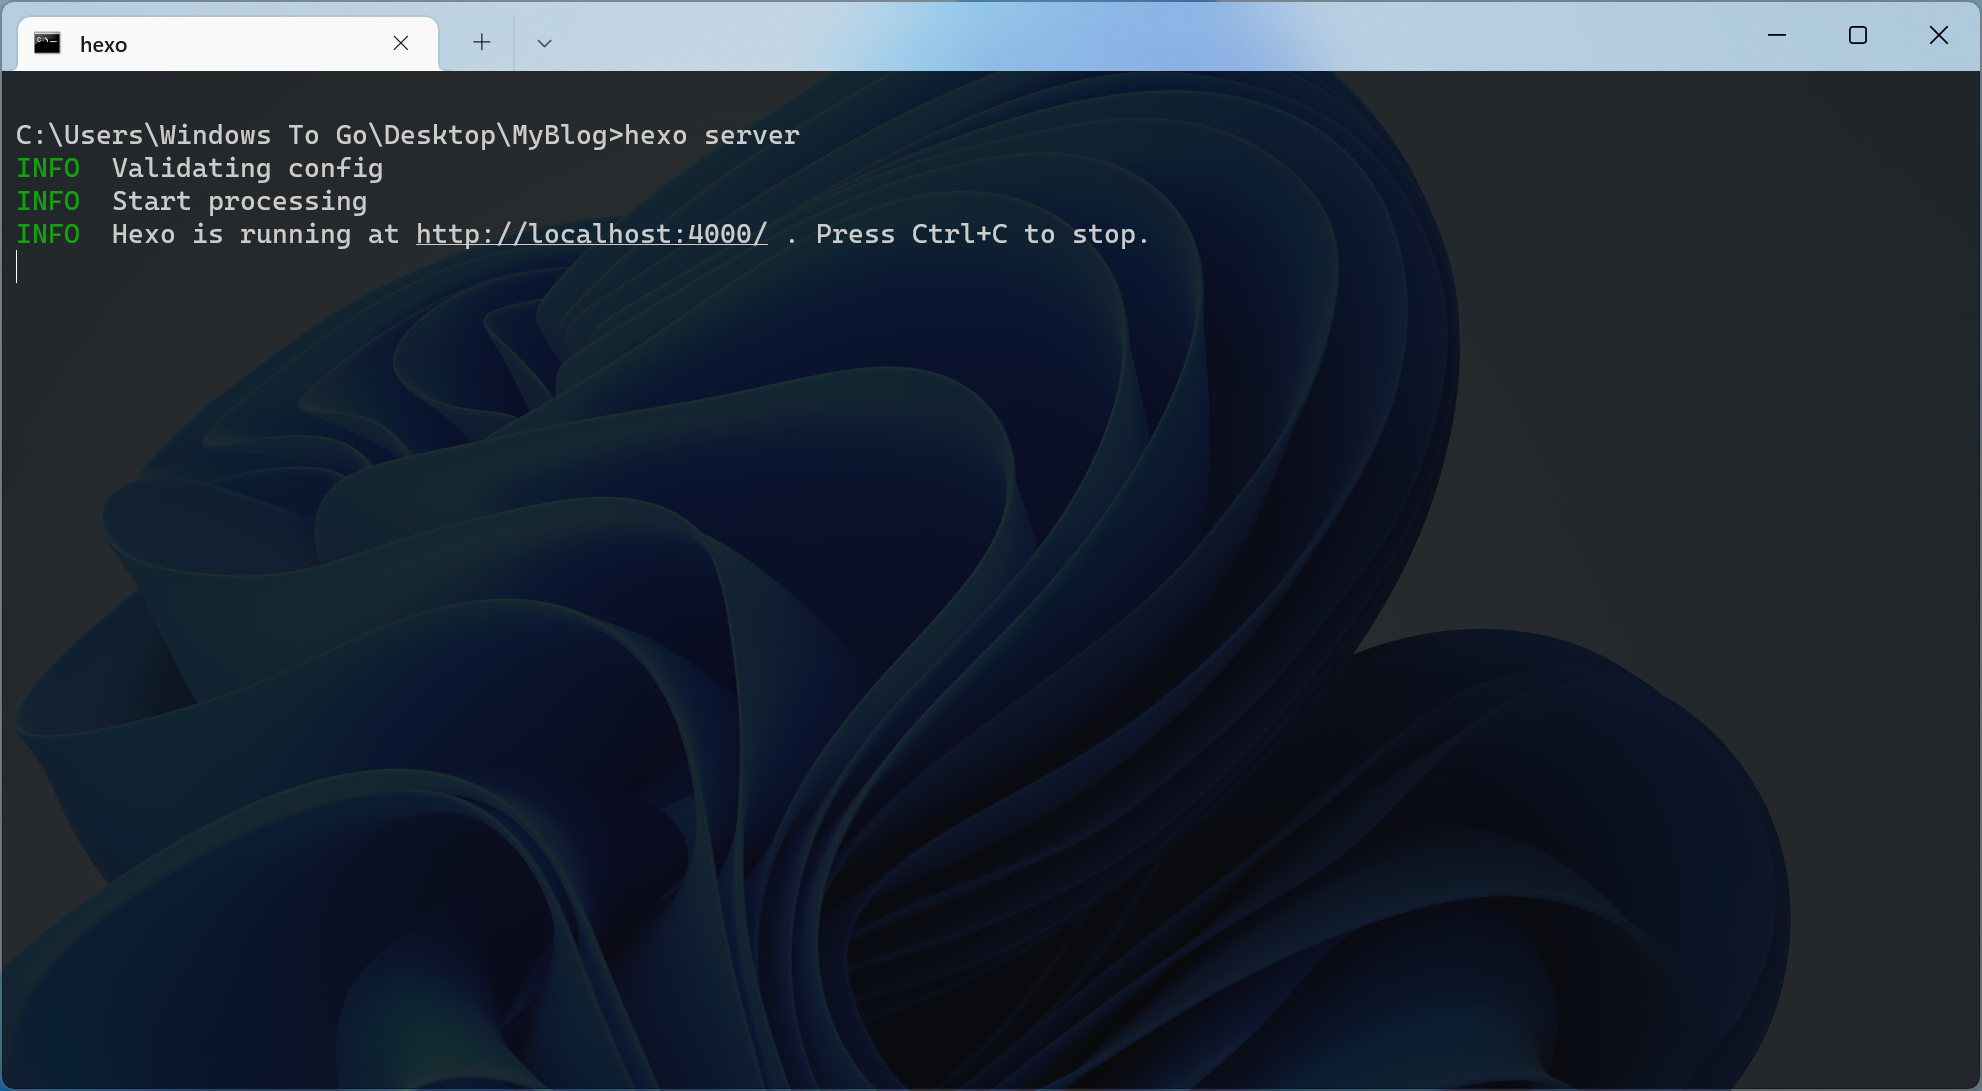 hexo
C:\Users\Windows To Go\Desktop\MyBlog>hexo server
INFO  Validating config
INFO  Start processing
INFO  Hexo is running at http://localhost:4000/ . Press Ctrl+C to stop.